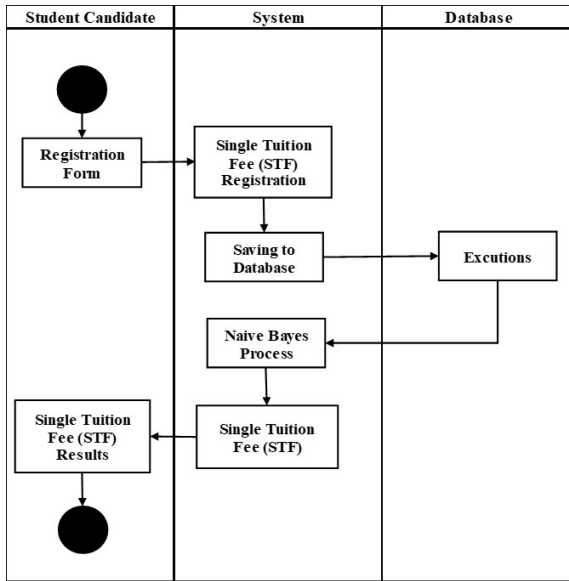 Student Candidate
System
Database
Registration
Form
Single Tuition
Fee (STF)
Registration
Saving to
Database
Excutions
Naive Bayes
Process
Single Tuition
Fee (STF)
Single Tuition
Fee (STF)
Results